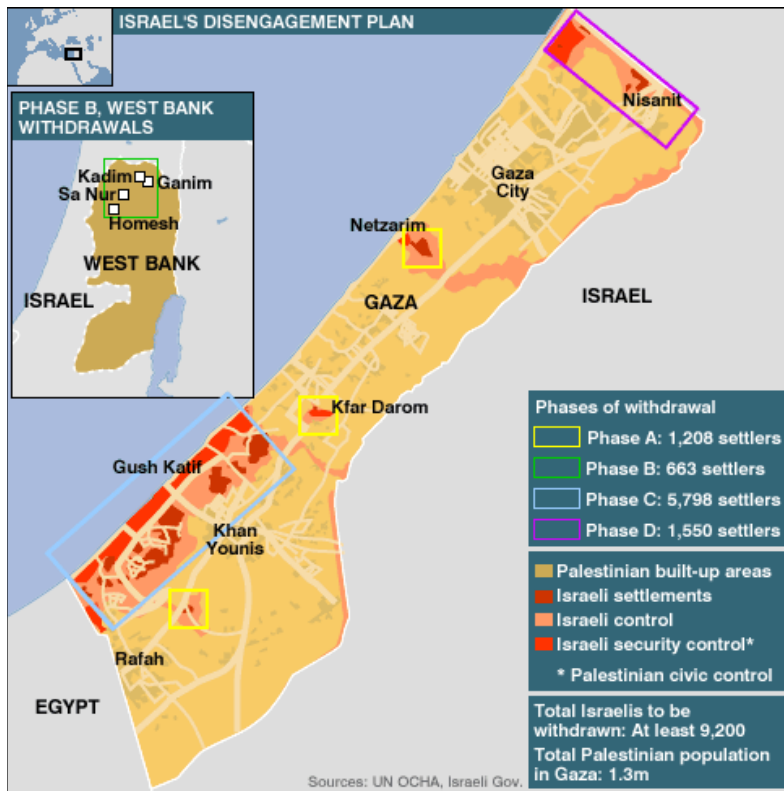 ISRAEL'S DISENGAGEMENT PLAN
PHASE B, WEST BANK
WITHDRAWALS
Kadim
Ganim
Sa Nur
Homesh
WEST BANK
ISRAEL
Nisanit
Gaza
City
Netzarim
GAZA
ISRAEL
Kfar Darom
Gush Katif
Khan
Younis
Rafah
EGYPT
Phases of withdrawal
Phase A: 1,208 settlers
Phase B: 663 settlers
Phase C: 5,798 settlers
Phase D: 1,550 settlers
Palestinian built-up areas
Israeli settlements
Israeli control
Israeli security control*
* Palestinian civic control
Total Israelis to be
withdrawn: At least 9,200
Total Palestinian population
in Gaza: 1.3m
Sources: UN OCHA, Israeli Gov.